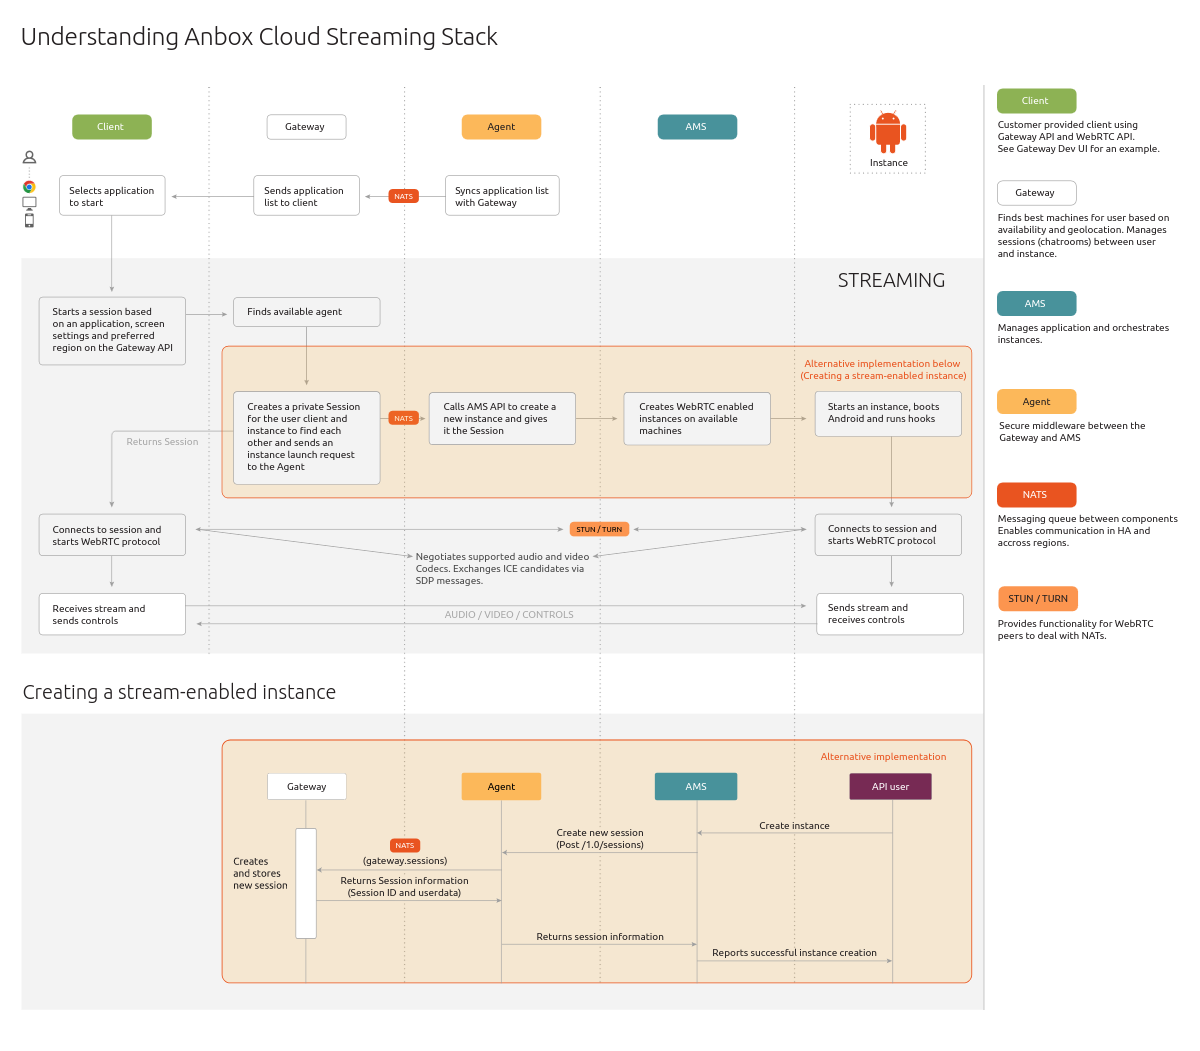 Understanding Anbox Cloud Streaming Stack
Client
Gateway
Agent
AMS
Instance
Selects application
to start
Sends application
list to client
NATS
Syncs application list
with Gateway
STREAMING
Starts a session based
on an application, screen
settings and preferred
region on the Gateway API
Finds available agent
Alternative implementation below
(Creating a stream-enabled instance)
Creates a private Session
for the user client and
instance to find each
other and sends an
instance launch request
to the Agent
NATS
Calls AMS API to create a
new instance and gives
it the Session
Creates WebRTC enabled
instances on available
machines
Starts an instance, boots
Android and runs hooks
Returns Session
Connects to session and
starts WebRTC protocol
STUN / TURN
Connects to session and
starts WebRTC protocol
Negotiates supported audio and video
Codecs. Exchanges ICE candidates via
SDP messages.
Receives stream and
sends controls
AUDIO / VIDEO / CONTROLS
Sends stream and
receives controls
Creating a stream-enabled instance
Alternative implementation
Gateway
Agent
AMS
API user
Create instance
Create new session
(Post /1.0/sessions)
NATS
(gateway.sessions)
Creates
and stores
new session
Returns Session information
(Session ID and userdata)
Returns session information
Reports successful instance creation
Client
Customer provided client using
Gateway API and WebRTC API.
See Gateway Dev UI for an example.
Gateway
Finds best machines for user based on
availability and geolocation. Manages
sessions (chatrooms) between user
and instance.
AMS
Manages application and orchestrates
instances.
Agent
Secure middleware between the
Gateway and AMS
NATS
Messaging queue between components
Enables communication in HA and
accross regions.
STUN / TURN
Provides functionality for WebRTC
peers to deal with NATs.